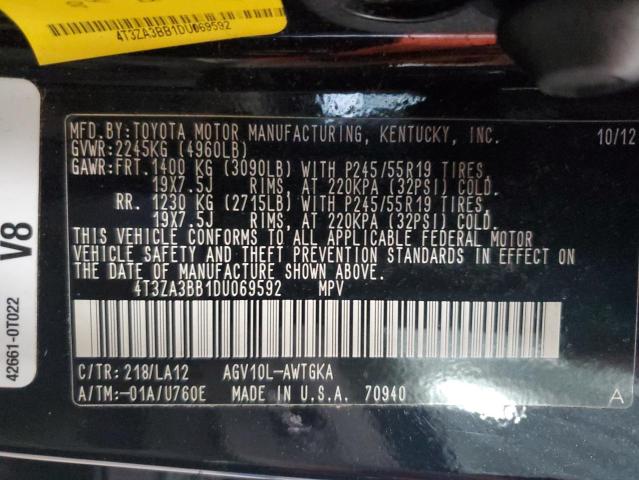 4T3ZA3BB1DU069592
MFD.BY:TOYOTA MOTOR MANUFACTURING, KENTUCKY, INC. 10/12
GVWR:2245KG (4960LB)
GAWR:FRT.1400 KG (3090LB) WITH P245/55R19 TIRES,
19X7.5J RIMS, AT 220KPA (32PSI) COLD.
RR. 1230 KG (2715LB) WITH P245/55R19 TIRES,
19X7.5J RIMS, AT 220KPA (32PSI) COLD.
THIS VEHICLE CONFORMS TO ALL APPLICABLE FEDERAL MOTOR
VEHICLE SAFETY AND THEFT PREVENTION STANDARDS IN EFFECT ON
THE DATE OF MANUFACTURE SHOWN ABOVE.
4T3ZA3BB1DU069592 MPV
C/TR:218/LA12 AGV10L-AWTGKA
A/TM:-01A/U760E MADE IN U.S.A. 70940 A
V8
42661-0T022